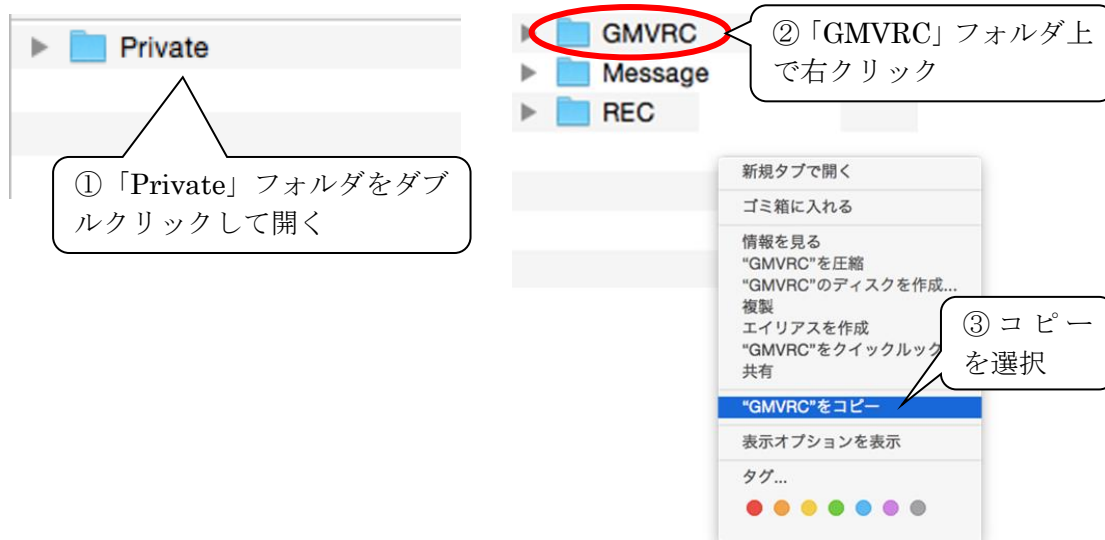 Private
①「Private」フォルダをダブ
ルクリックして開く
GMVRC
Message
REC
②「GMVRC」フォルダ上
で右クリック
新規タブで開く
ゴミ箱に入れる
情報を見る
“GMVRC”を圧縮
“GMVRC”のディスクを作成...
複製
エイリアスを作成
“GMVRC”をクイックルック
共有
“GMVRC”をコピー
表示オプションを表示
タグ...
③コピー
を選択